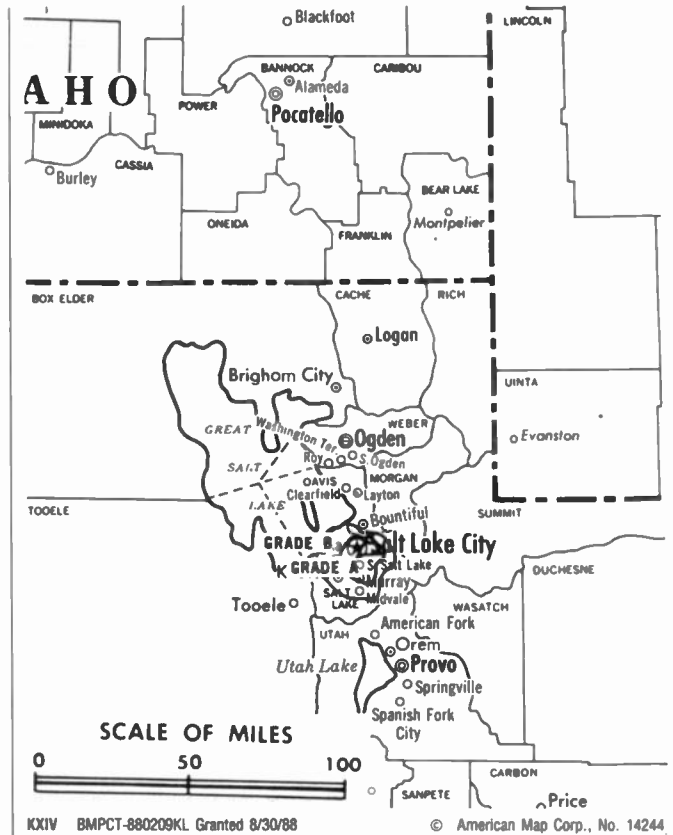 Blackfoot
LINCOLN
BANNOCK
CARIBOU
Alameda
AHO
POWER
Pocatello
MINIDOKA
CASSIA
Burley
BEAR LAKE
ONEIDA
Montpelier
FRANKLIN
BOX ELDER
CACHE
RICH
Logan
Brigham City
UINTA
GREAT
Washington Ter.
WEBER
Ogden
Evanston
Roy
S. Ogden
SALT
DAVIS
MORGAN
Clearfield
Layton
LAKE
TOOELE
SUMMIT
Bountiful
GRADE B
lt Lake City
K
GRADE A
S. Salt Lake
DUCHESNE
Murray
SALT LAKE
Midvale
WASATCH
Tooele
American Fork
UTAH
Orem
Utah Lake
Provo
Springville
Spanish Fork
City
SCALE OF MILES
0 50 100
CARBON
SANPETE
Price
KXIV BMPCT-880209KL Granted 8/30/88 © American Map Corp., No. 14244